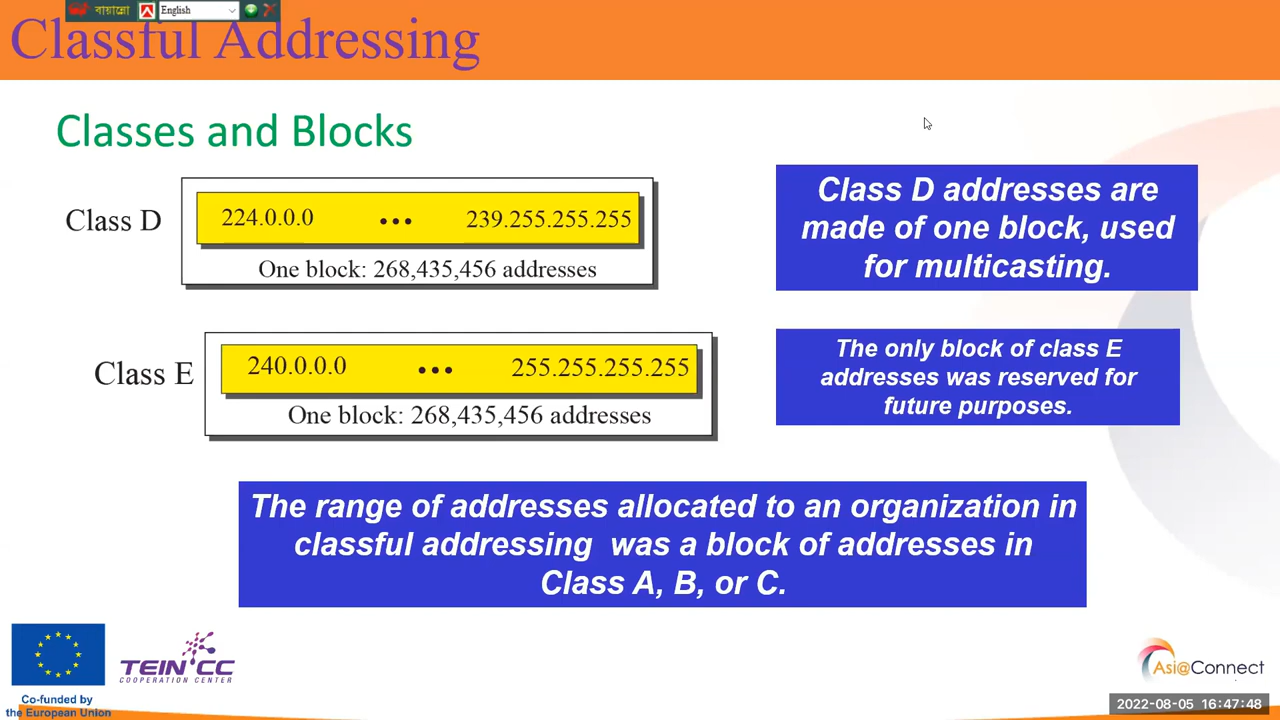 বায়ান্নো
English
Classful Addressing
Classes and Blocks
Class D
224.0.0.0 ••• 239.255.255.255
One block: 268,435,456 addresses
Class D addresses are
made of one block, used
for multicasting.
Class E
240.0.0.0 ••• 255.255.255.255
One block: 268,435,456 addresses
The only block of class E
addresses was reserved for
future purposes.
The range of addresses allocated to an organization in
classful addressing was a block of addresses in
Class A, B, or C.
Co-funded by
the European Union
TEIN CC
COOPERATION CENTER
Asi@Connect
2022-08-05 16:47:48